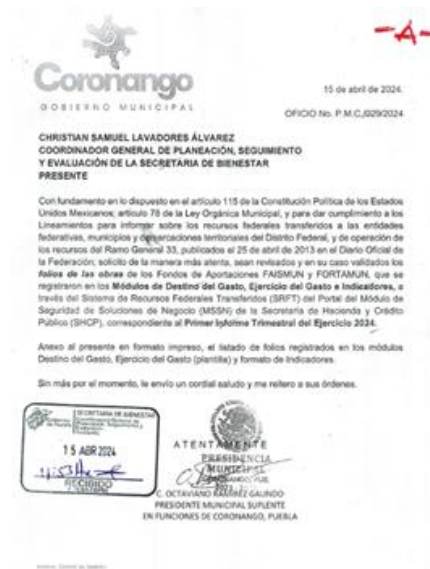 -A-
Coronango
GOBIERNO MUNICIPAL
15 de abril de 2024.
OFICIO No. P.M.C./029/2024
CHRISTIAN SAMUEL LAVADORES ÁLVAREZ
COORDINADOR GENERAL DE PLANEACIÓN, SEGUIMIENTO
Y EVALUACIÓN DE LA SECRETARIA DE BIENESTAR
PRESENTE
Con fundamento en lo dispuesto en el artículo 115 de la Constitución Política de los Estados
Unidos Mexicanos; artículo 78 de la Ley Orgánica Municipal, y para dar cumplimiento a los
Lineamientos para informar sobre los recursos federales transferidos a las entidades
federativas, municipios y demarcaciones territoriales del Distrito Federal, y de operación de
los recursos del Ramo General 33, publicados el 25 de abril de 2013 en el Diario Oficial de
la Federación; solicito de la manera más atenta, sean revisados y en su caso validados los
folios de las obras de los Fondos de Aportaciones FAISMUN y FORTAMUN, que se
registraron en los Módulos de Destino del Gasto, Ejercicio del Gasto e Indicadores, a
través del Sistema de Recursos Federales Transferidos (SRFT) del Portal del Módulo de
Seguridad de Soluciones de Negocio (MSSN) de la Secretaría de Hacienda y Crédito
Público (SHCP), correspondiente al Primer Informe Trimestral del Ejercicio 2024.
Anexo al presente en formato impreso, el listado de folios registrados en los módulos
Destino del Gasto, Ejercicio del Gasto (plantilla) y formato de Indicadores.
Sin más por el momento, le envío un cordial saludo y me reitero a sus órdenes.
SECRETARÍA DE BIENESTAR
15 ABR 2024
RECIBIDO
ATENTAMENTE
PRESIDENCIA
MUNICIPAL
C. OCTAVIANO RAMÍREZ GALINDO
PRESIDENTE MUNICIPAL SUPLENTE
EN FUNCIONES DE CORONANGO, PUEBLA